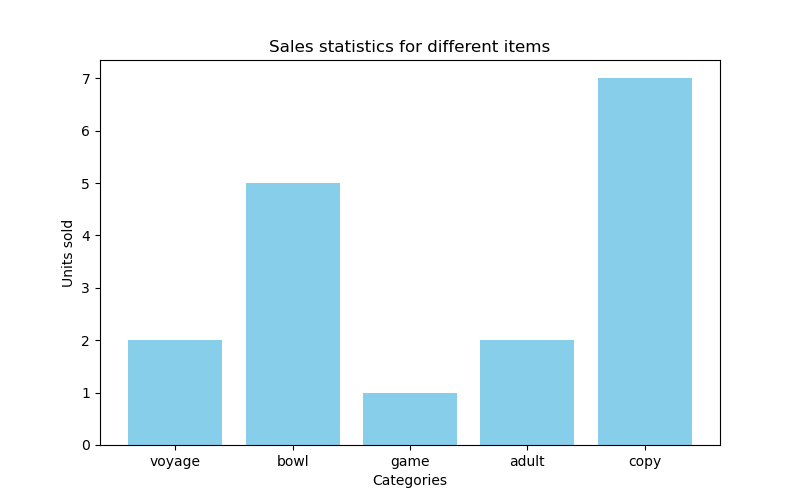 Sales statistics for different items
Units sold
7
6
5
4
3
2
1
0
voyage bowl game adult copy
Categories